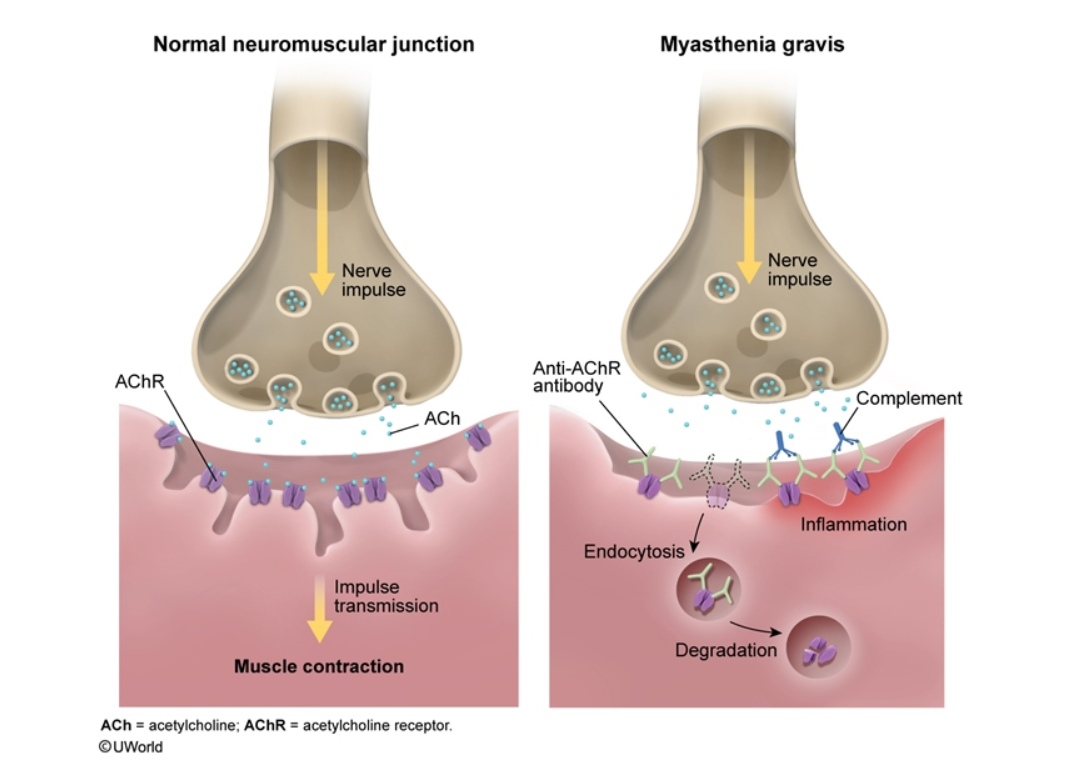 Normal neuromuscular junction
Nerve
impulse
AChR
ACh
Impulse
transmission
Muscle contraction
Myasthenia gravis
Nerve
impulse
Anti-AChR
antibody
Complement
Inflammation
Endocytosis
Degradation
ACh = acetylcholine; AChR = acetylcholine receptor.
©UWorld